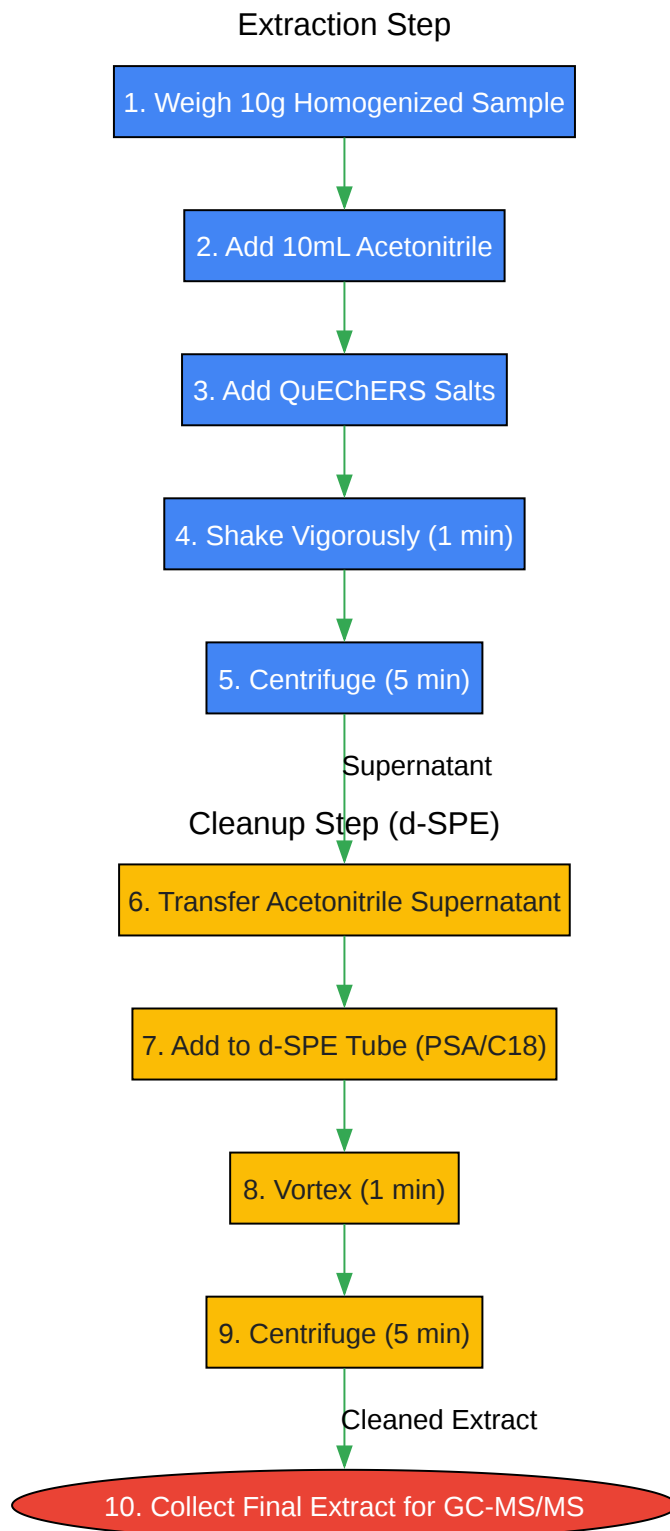 Extraction Step
1. Weigh 10g Homogenized Sample
2. Add 10mL Acetonitrile
3. Add QuEChERS Salts
4. Shake Vigorously (1 min)
5. Centrifuge (5 min)
Supernatant
Cleanup Step (d-SPE)
6. Transfer Acetonitrile Supernatant
7. Add to d-SPE Tube (PSA/C18)
8. Vortex (1 min)
9. Centrifuge (5 min)
Cleaned Extract
10. Collect Final Extract for GC-MS/MS